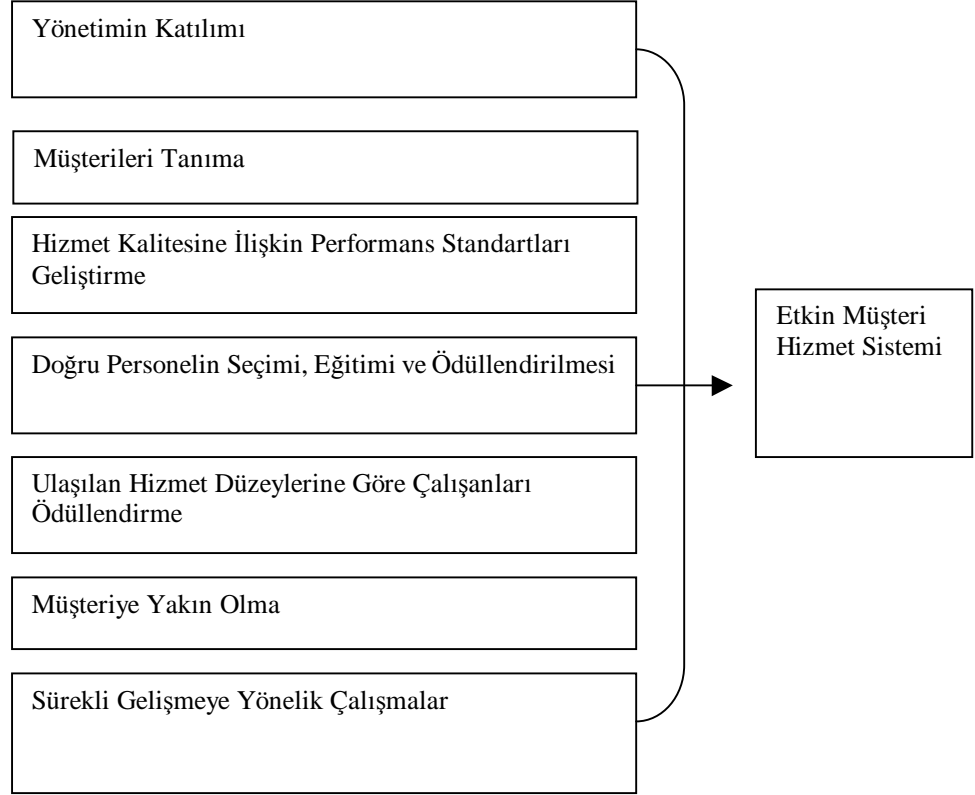 Yönetimin Katılımı
Müşterileri Tanıma
Hizmet Kalitesine İlişkin Performans Standartları
Geliştirme
Doğru Personelin Seçimi, Eğitimi ve Ödüllendirilmesi
Ulaşılan Hizmet Düzeylerine Göre Çalışanları
Ödüllendirme
Müşteriye Yakın Olma
Sürekli Gelişmeye Yönelik Çalışmalar
Etkin Müşteri
Hizmet Sistemi